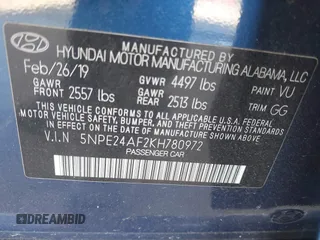 MANUFACTURED BY
HYUNDAI MOTOR MANUFACTURING ALABAMA, LLC
Feb/26/19 GVWR 4497 lbs PAINT VU
FRONT 2557 lbs REAR 2513 lbs TRIM GG
THIS VEHICLE CONFORMS TO ALL APPLICABLE
FEDERAL MOTOR VEHICLE SAFETY, BUMPER,
AND THEFT PREVENTION STANDARDS IN EFFECT
ON THE DATE OF MANUFACTURE SHOWN ABOVE.
V.I.N 5NPE24AF2KH780972
PASSENGER CAR
DREAMBID